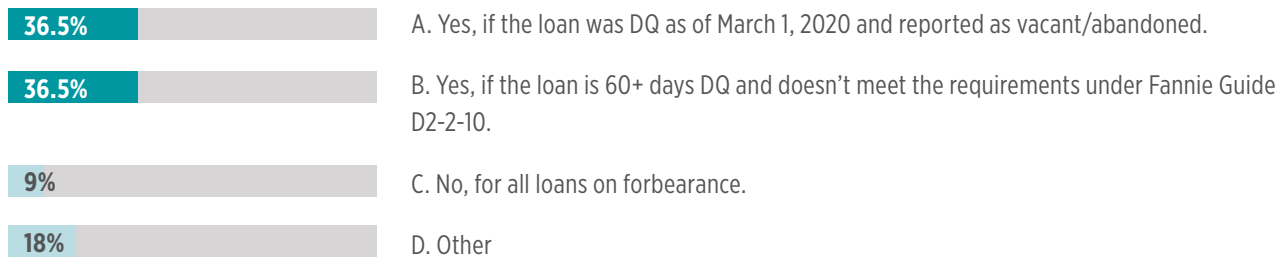 36.5%
A. Yes, if the loan was DQ as of March 1, 2020 and reported as vacant/abandoned.
36.5%
B. Yes, if the loan is 60+ days DQ and doesn’t meet the requirements under Fannie Guide
D2-2-10.
9%
C. No, for all loans on forbearance.
18%
D. Other